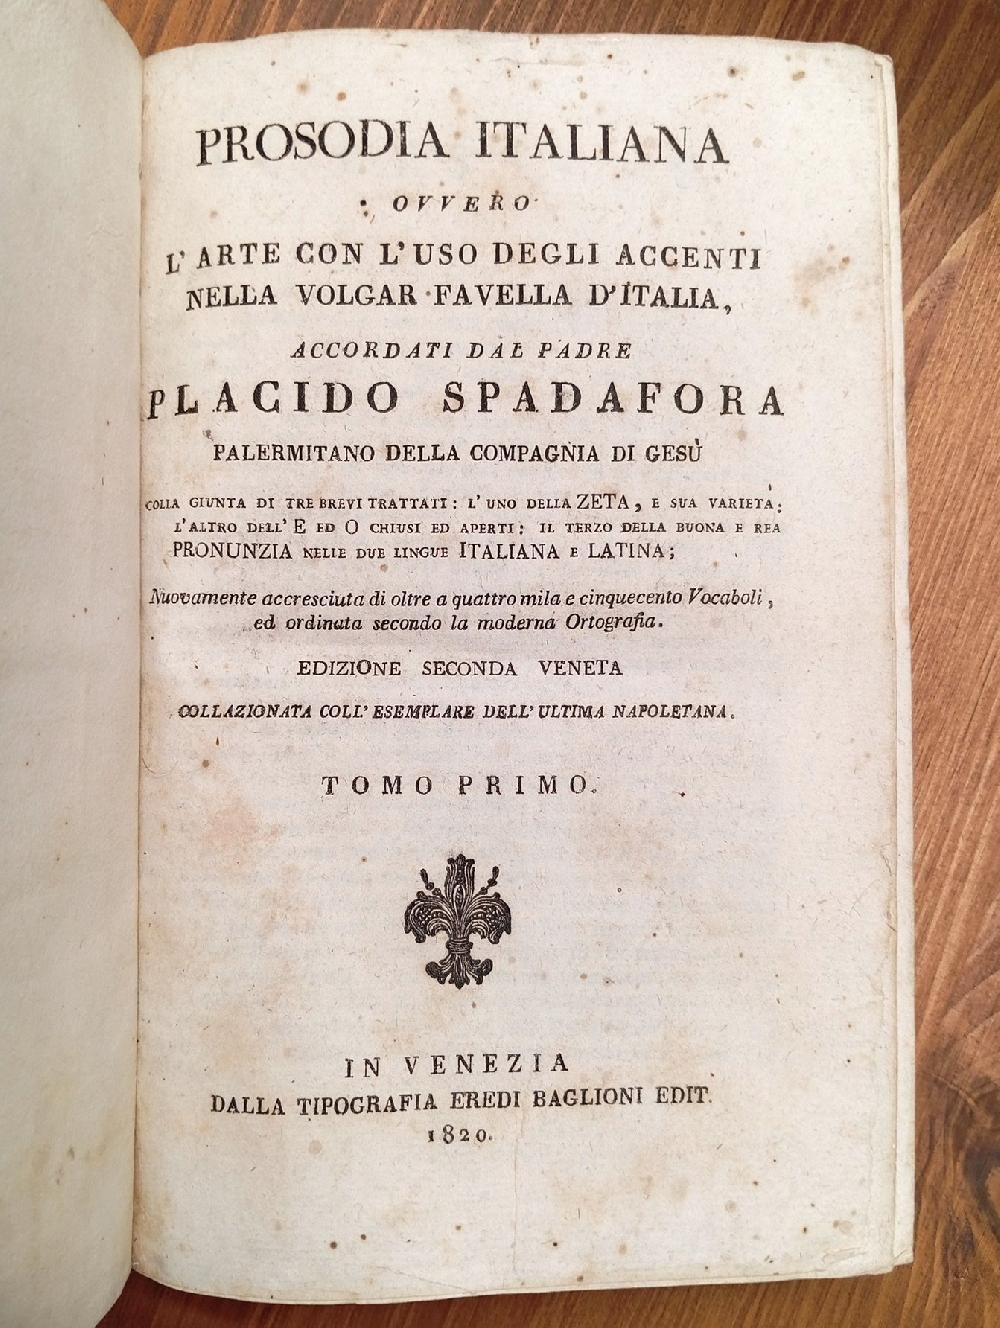 PROSODIA ITALIANA
OVVERO
L'ARTE CON L'USO DEGLI ACCENTI
NELLA VOLGAR FAVELLA D'ITALIA,
ACCORDATI DAL PADRE
PLACIDO SPADAFORA
PALERMITANO DELLA COMPAGNIA DI GESÙ
COLLA GIUNTA DI TRE BREVI TRATTATI: L'UNO DELLA ZETA, E SUA VARIETÀ;
L'ALTRO DELL'E ED O CHIUSI ED APERTI; IL TERZO DELLA BUONA E REA
PRONUNZIA NELLE DUE LINGUE ITALIANA E LATINA;
Nuovamente accresciuta di oltre a quattro mila e cinquecento Vocaboli,
ed ordinata secondo la moderna Ortografia.
EDIZIONE SECONDA VENETA
COLLAZIONATA COLL'ESEMPLARE DELL'ULTIMA NAPOLETANA.
TOMO PRIMO.
IN VENEZIA
DALLA TIPOGRAFIA EREDI BAGLIONI EDIT.
1820.